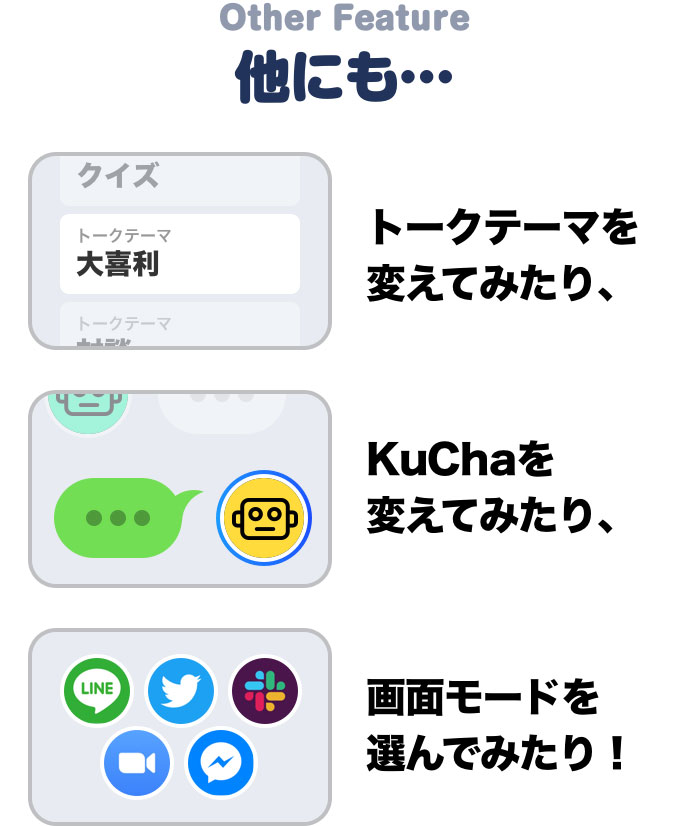 Other Feature
他にも…
クイズ
トークテーマ
大喜利
トークテーマ
トークテーマを
変えてみたり、
KuChaを
変えてみたり、
LINE
画面モードを
選んでみたり！